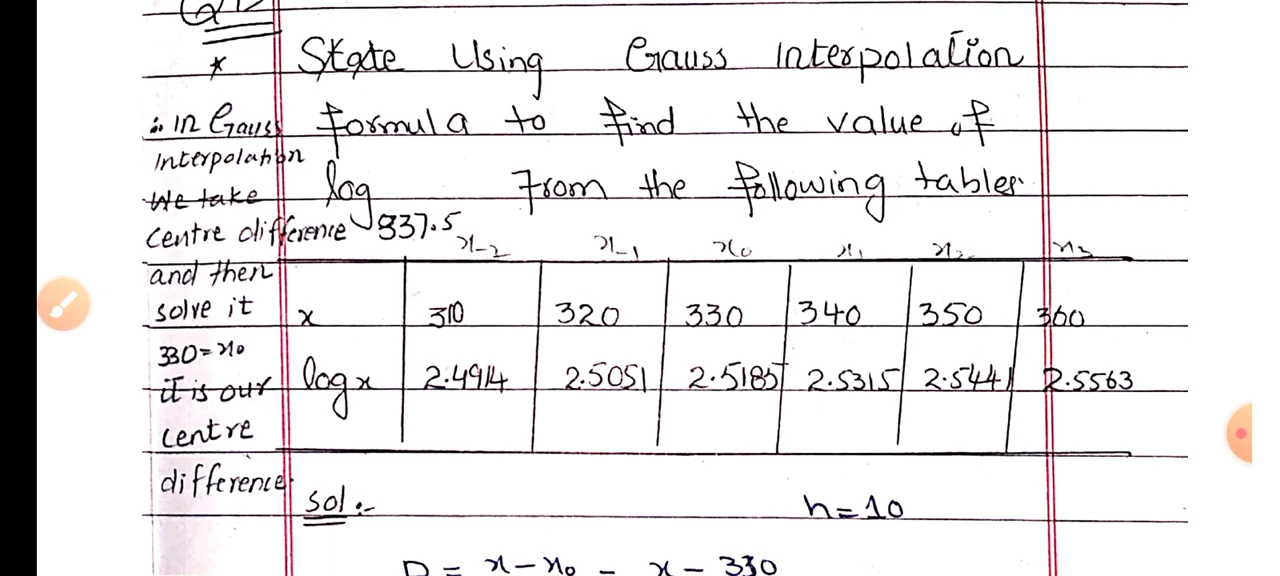 *
State Using Gauss Interpolation
formula to find the value of
log 337.5 From the following tables.
∴ in Gauss
Interpolation
we take
centre difference
and then
solve it
330 = x₀
it is our
centre
difference.
x₋₂ x₋₁ x₀ x₁ x₂ x₃
x 310 320 330 340 350 360
log x 2.4914 2.5051 2.5185 2.5315 2.5441 2.5563
Sol :-
h = 10
P = x - x₀ = x - 330